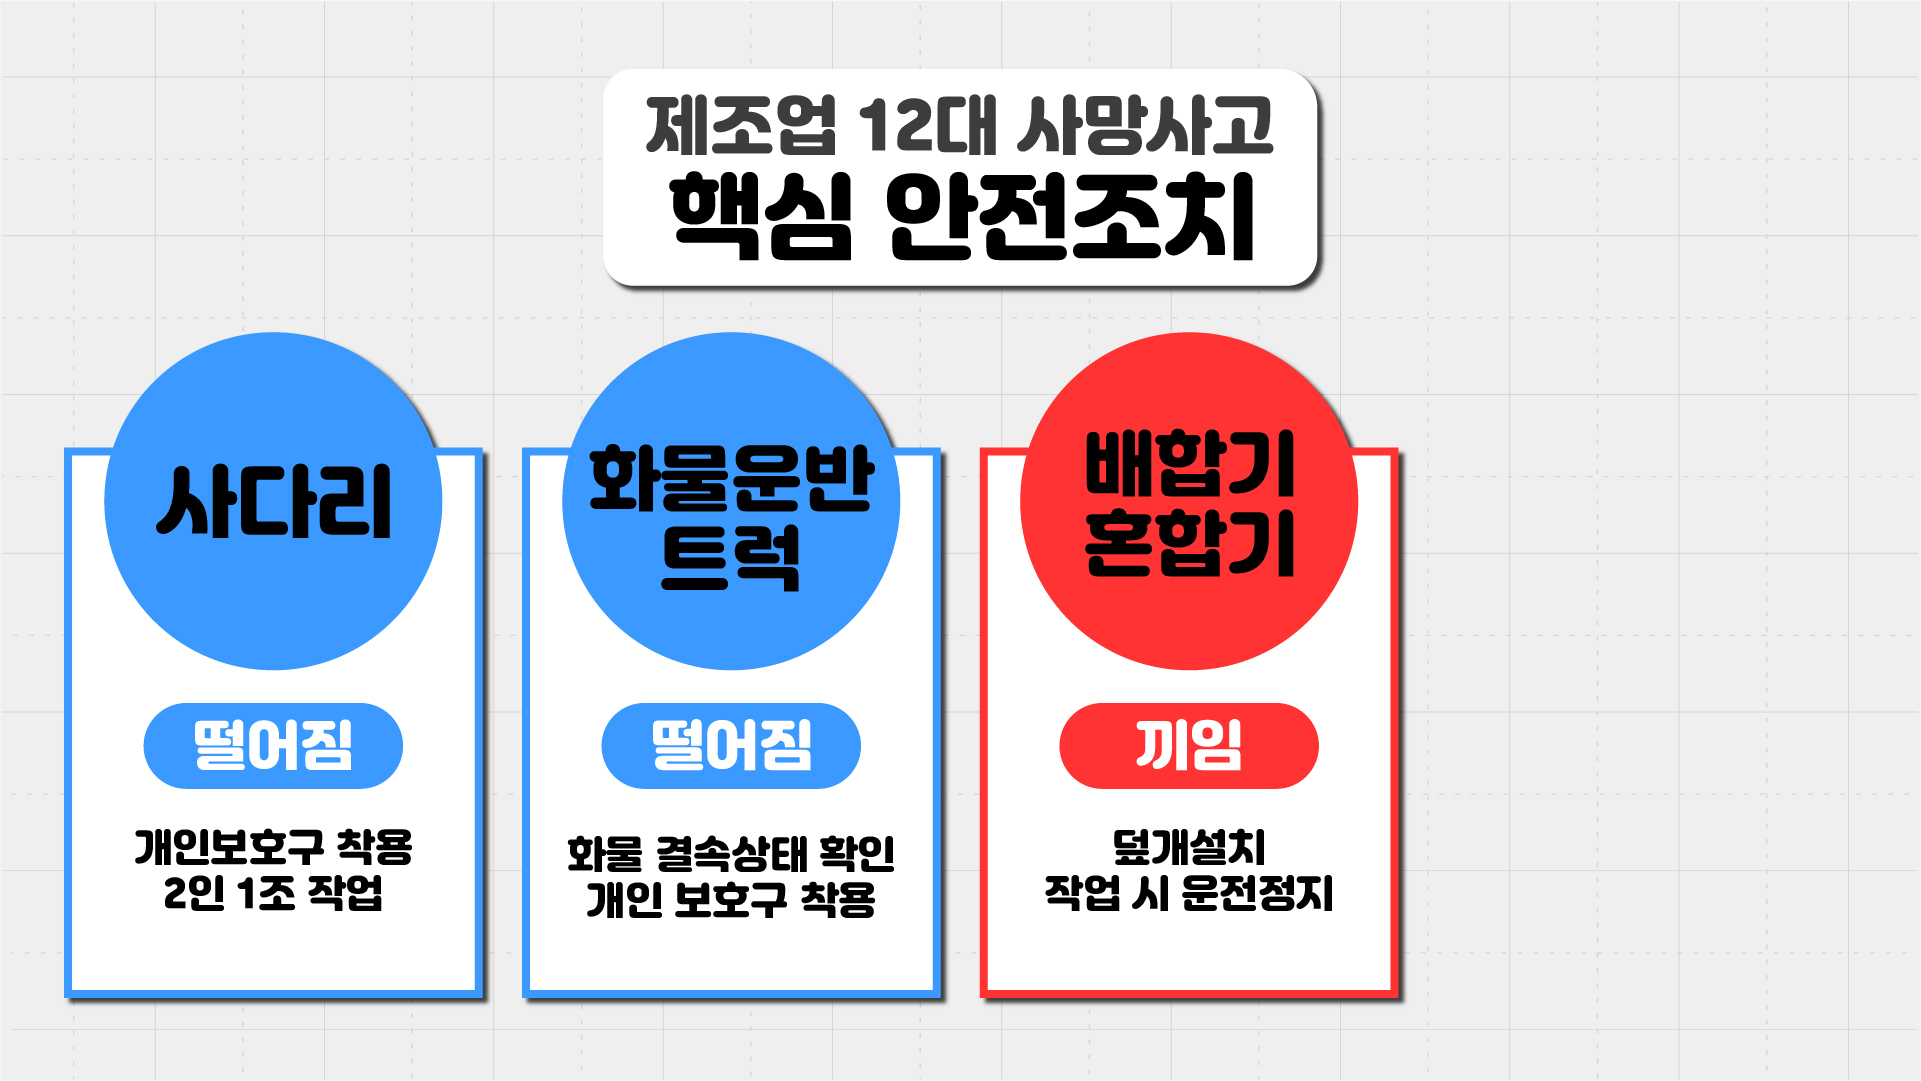 제조업 12대 사망사고
핵심 안전조치
사다리
떨어짐
개인보호구 착용
2인 1조 작업
화물운반
트럭
떨어짐
화물 결속상태 확인
개인 보호구 착용
배합기
혼합기
끼임
덮개설치
작업 시 운전정지